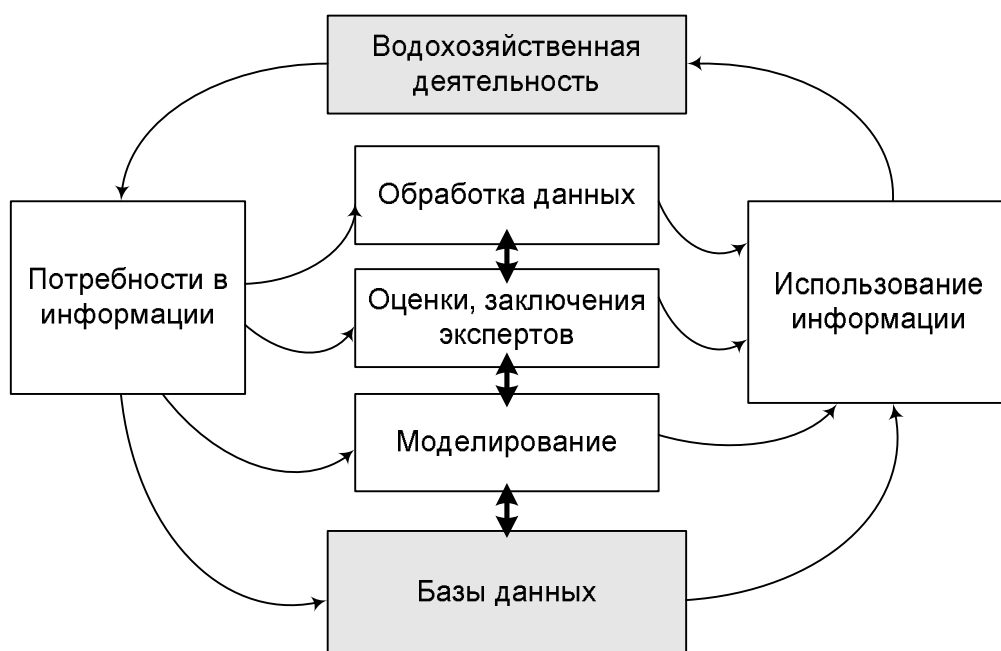 Водохозяйственная
деятельность
Обработка данных
Потребности в
информации
Оценки, заключения
экспертов
Использование
информации
Моделирование
Базы данных